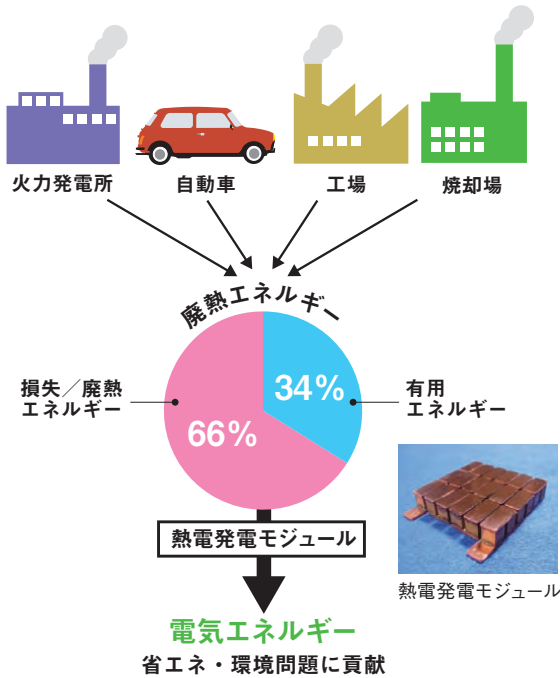 火力発電所
自動車
工場
焼却場
廃熱エネルギー
損失／廃熱
エネルギー
66%
34%
有用
エネルギー
熱電発電モジュール
熱電発電モジュール
電気エネルギー
省エネ・環境問題に貢献